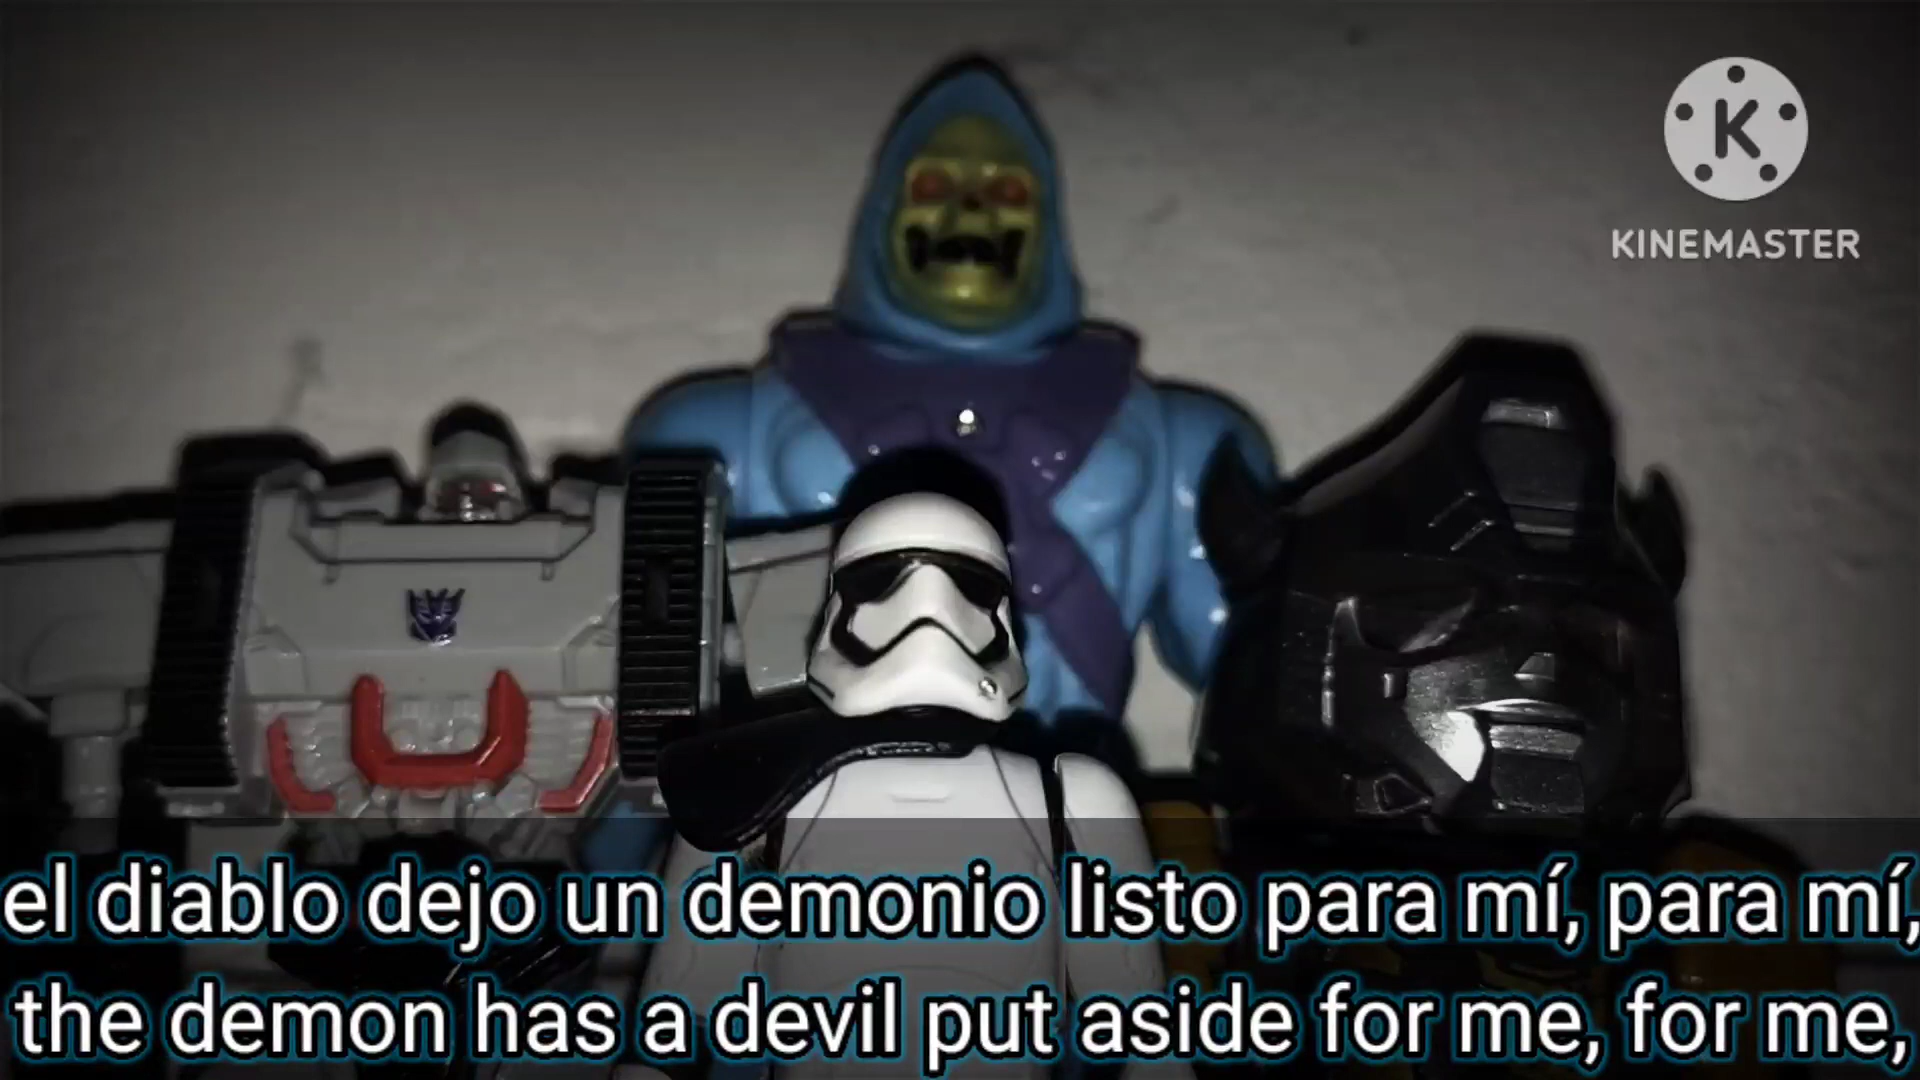 K
KINEMASTER
el diablo dejo un demonio listo para mí, para mí,
the demon has a devil put aside for me, for me,